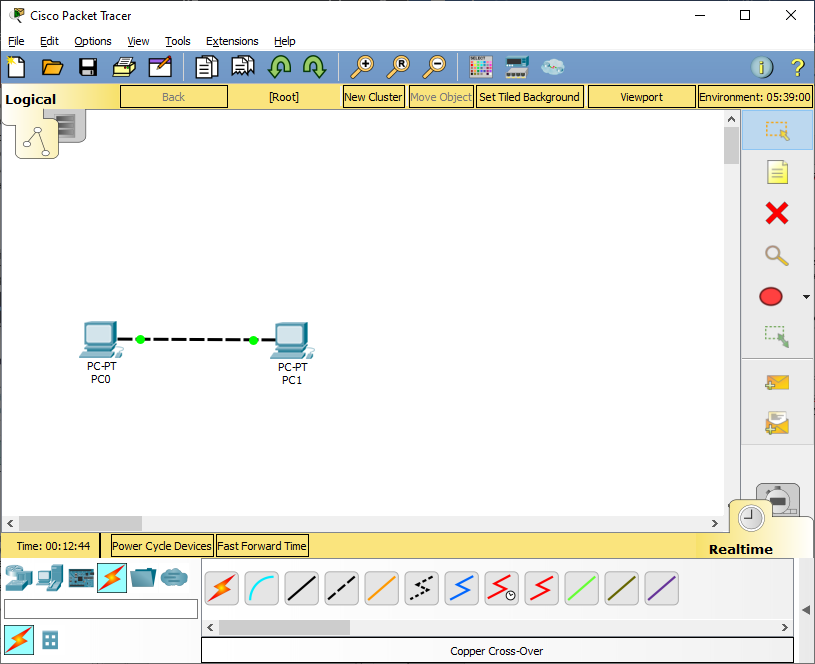 Cisco Packet Tracer
File Edit Options View Tools Extensions Help
Logical
Back
[Root]
New Cluster
Move Object
Set Tiled Background
Viewport
Environment: 05:39:00
PC-PT
PC0
PC-PT
PC1
Time: 00:12:44
Power Cycle Devices
Fast Forward Time
Realtime
Copper Cross-Over